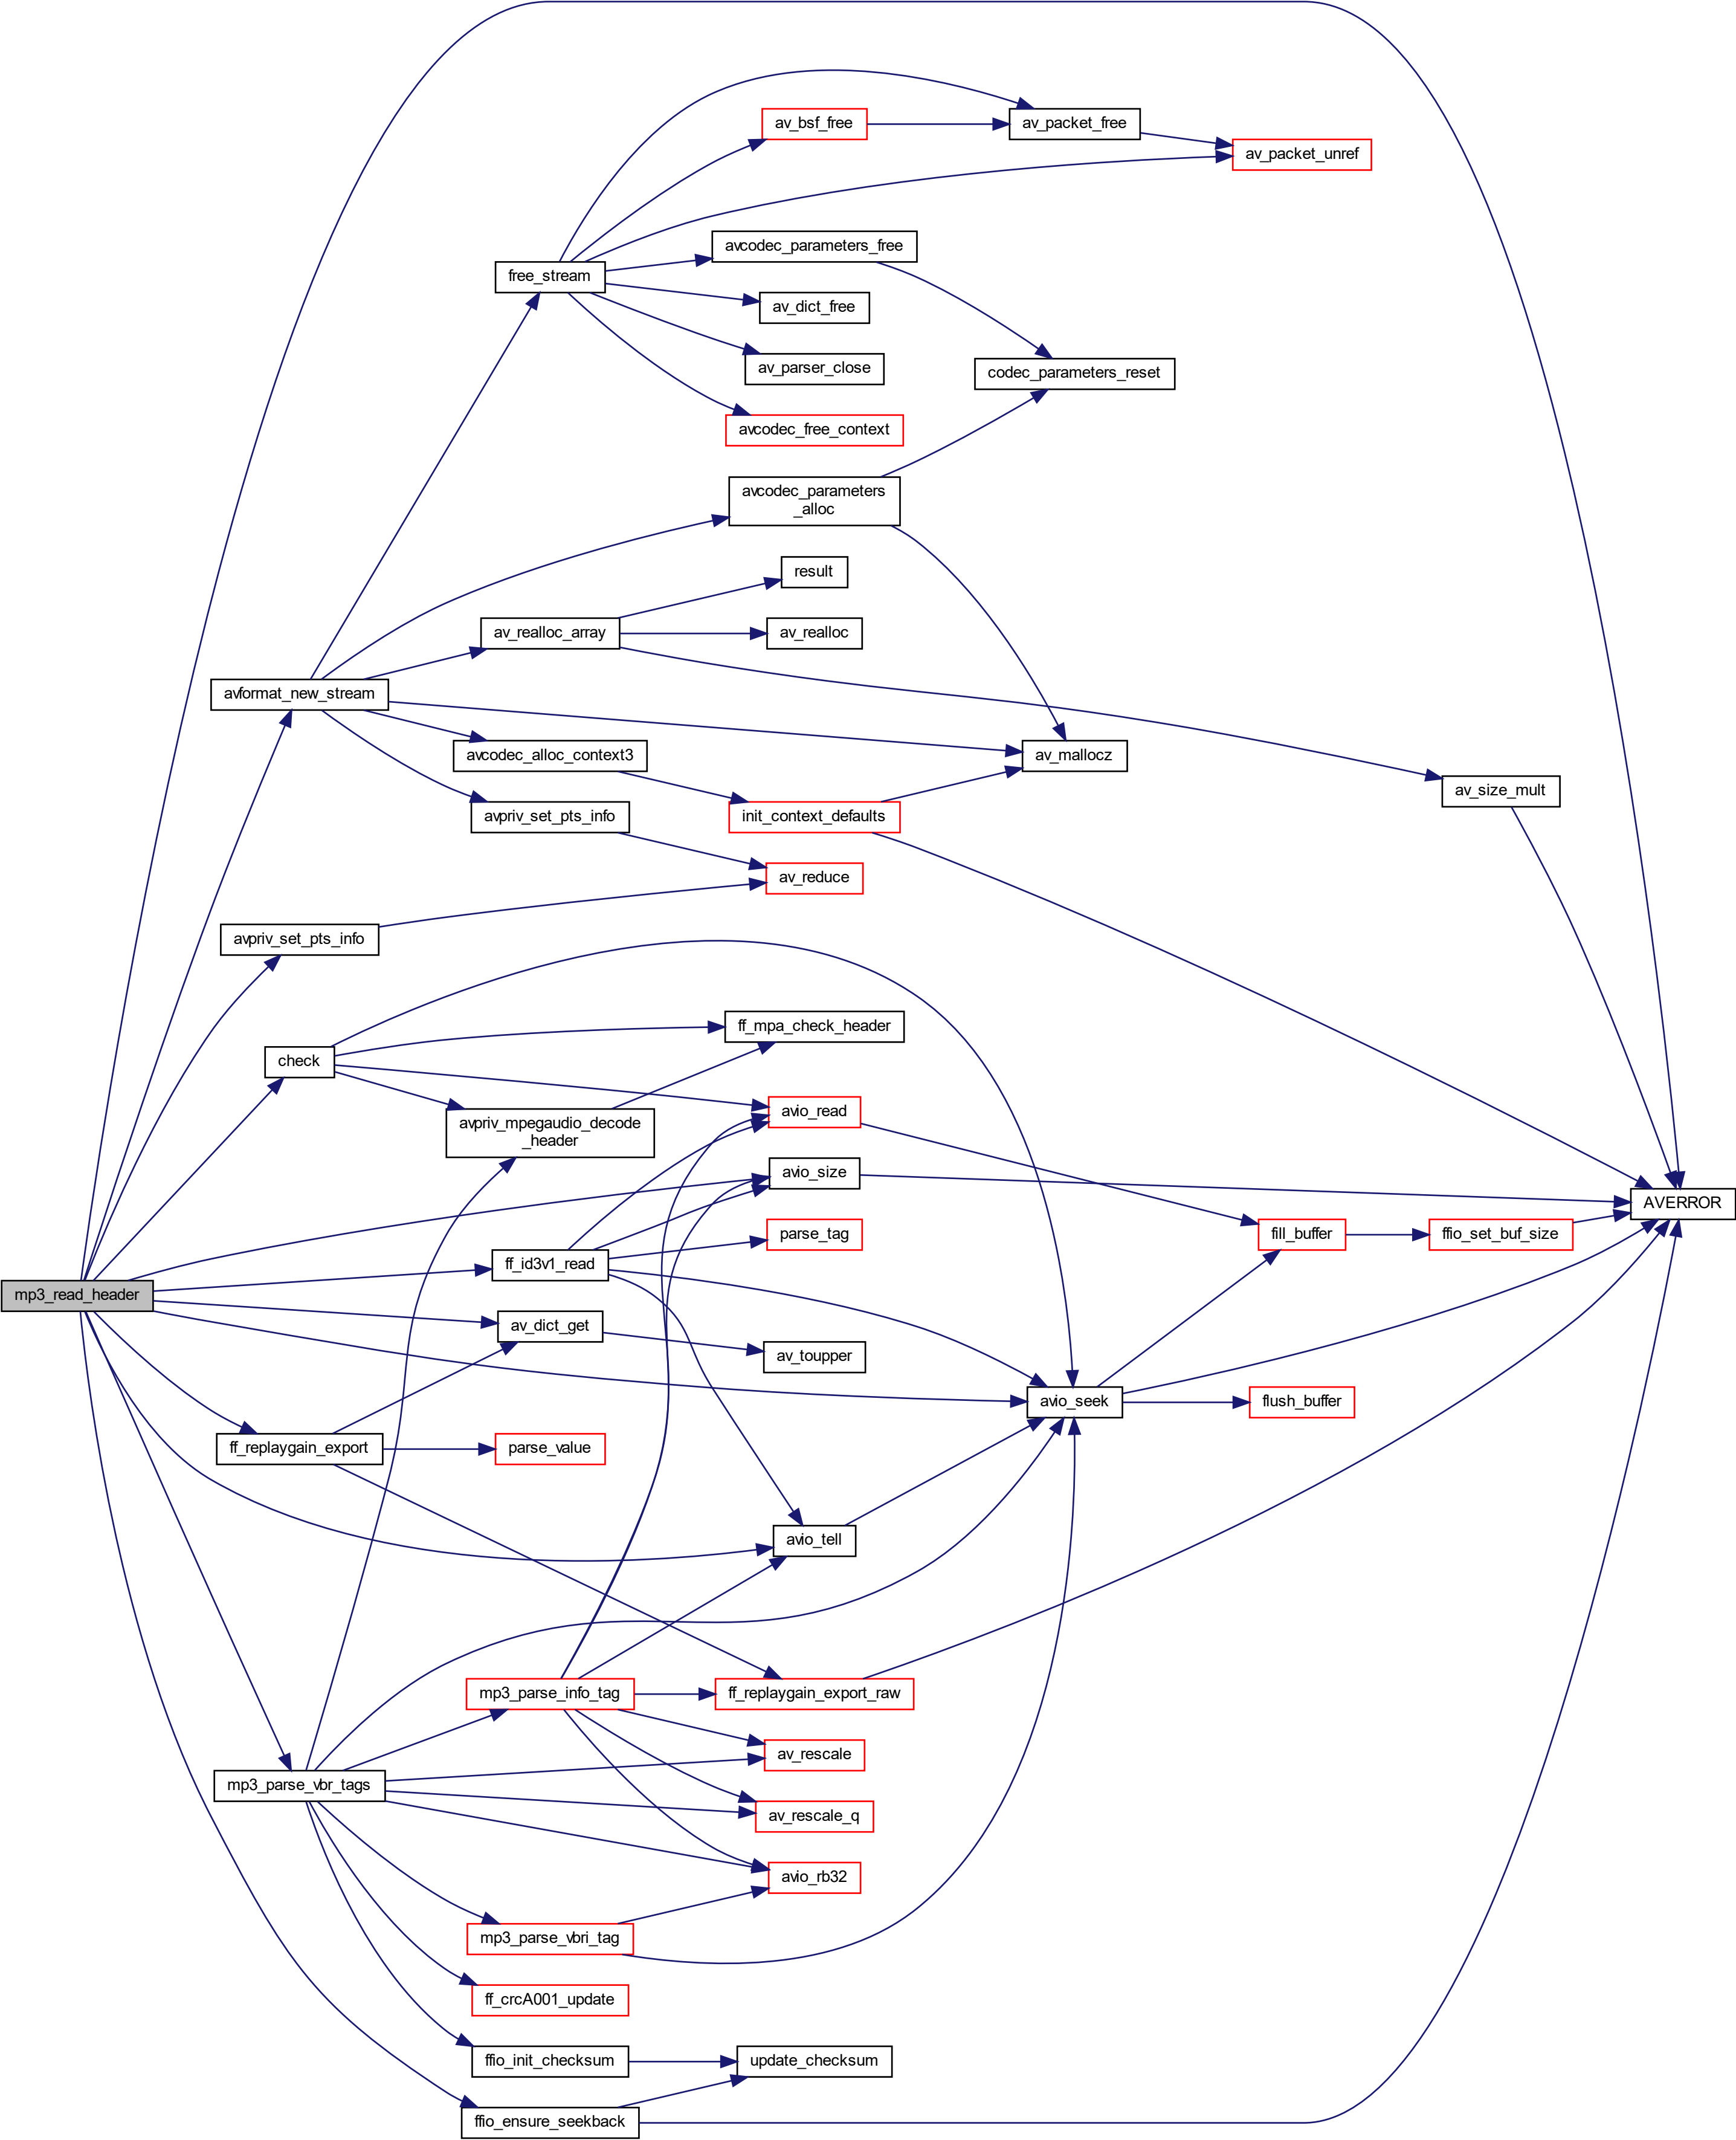 av_bsf_free
av_packet_free
av_packet_unref
avcodec_parameters_free
free_stream
av_dict_free
av_parser_close
codec_parameters_reset
avcodec_free_context
avcodec_parameters
_alloc
result
av_realloc_array
av_realloc
avformat_new_stream
avcodec_alloc_context3
av_mallocz
av_size_mult
avpriv_set_pts_info
init_context_defaults
av_reduce
avpriv_set_pts_info
ff_mpa_check_header
check
avio_read
avpriv_mpegaudio_decode
_header
avio_size
AVERROR
parse_tag
fill_buffer
ffio_set_buf_size
ff_id3v1_read
mp3_read_header
av_dict_get
av_toupper
avio_seek
flush_buffer
ff_replaygain_export
parse_value
avio_tell
mp3_parse_info_tag
ff_replaygain_export_raw
av_rescale
mp3_parse_vbr_tags
av_rescale_q
avio_rb32
mp3_parse_vbri_tag
ff_crcA001_update
ffio_init_checksum
update_checksum
ffio_ensure_seekback